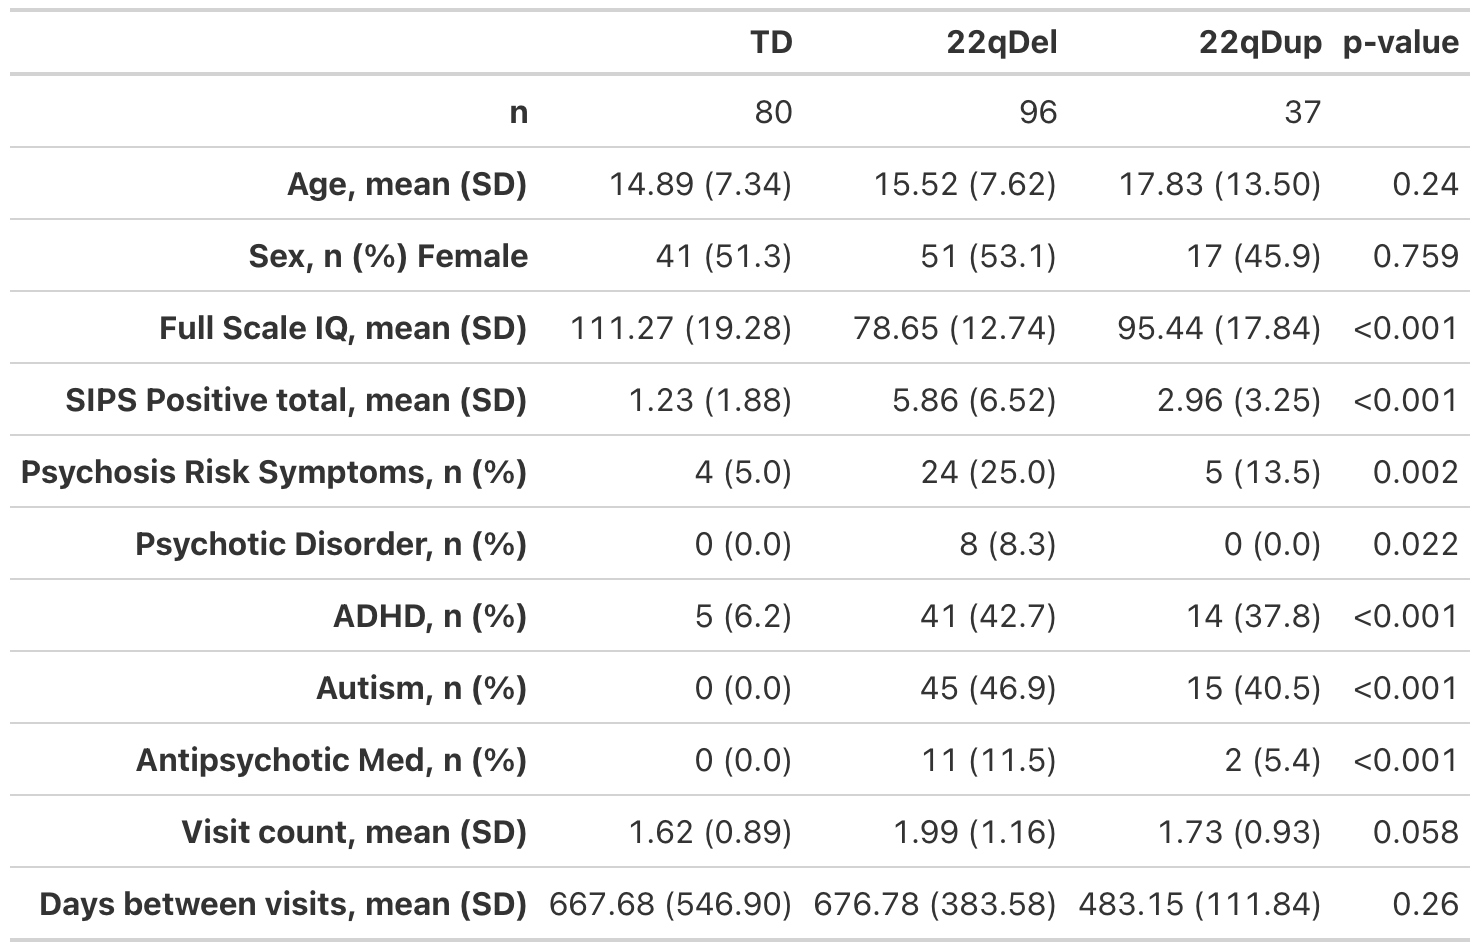 TD 22qDel 22qDup p-value
n 80 96 37
Age, mean (SD) 14.89 (7.34) 15.52 (7.62) 17.83 (13.50) 0.24
Sex, n (%) Female 41 (51.3) 51 (53.1) 17 (45.9) 0.759
Full Scale IQ, mean (SD) 111.27 (19.28) 78.65 (12.74) 95.44 (17.84) <0.001
SIPS Positive total, mean (SD) 1.23 (1.88) 5.86 (6.52) 2.96 (3.25) <0.001
Psychosis Risk Symptoms, n (%) 4 (5.0) 24 (25.0) 5 (13.5) 0.002
Psychotic Disorder, n (%) 0 (0.0) 8 (8.3) 0 (0.0) 0.022
ADHD, n (%) 5 (6.2) 41 (42.7) 14 (37.8) <0.001
Autism, n (%) 0 (0.0) 45 (46.9) 15 (40.5) <0.001
Antipsychotic Med, n (%) 0 (0.0) 11 (11.5) 2 (5.4) <0.001
Visit count, mean (SD) 1.62 (0.89) 1.99 (1.16) 1.73 (0.93) 0.058
Days between visits, mean (SD) 667.68 (546.90) 676.78 (383.58) 483.15 (111.84) 0.26